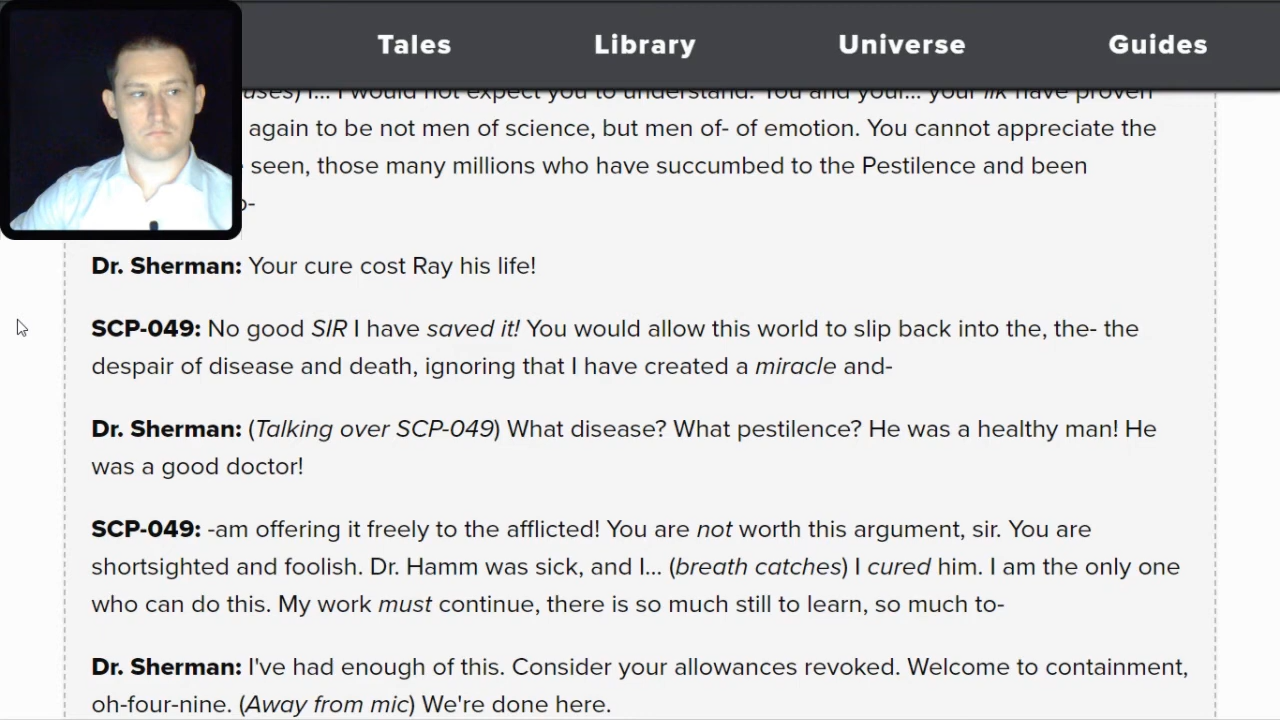 Tales Library Universe Guides
I... I would not expect you to understand. You and your... your ilk have proven
again to be not men of science, but men of- of emotion. You cannot appreciate the
seen, those many millions who have succumbed to the Pestilence and been
Dr. Sherman: Your cure cost Ray his life!
SCP-049: No good SIR I have saved it! You would allow this world to slip back into the, the- the
despair of disease and death, ignoring that I have created a miracle and-
Dr. Sherman: (Talking over SCP-049) What disease? What pestilence? He was a healthy man! He
was a good doctor!
SCP-049: -am offering it freely to the afflicted! You are not worth this argument, sir. You are
shortsighted and foolish. Dr. Hamm was sick, and I... (breath catches) I cured him. I am the only one
who can do this. My work must continue, there is so much still to learn, so much to-
Dr. Sherman: I've had enough of this. Consider your allowances revoked. Welcome to containment,
oh-four-nine. (Away from mic) We're done here.